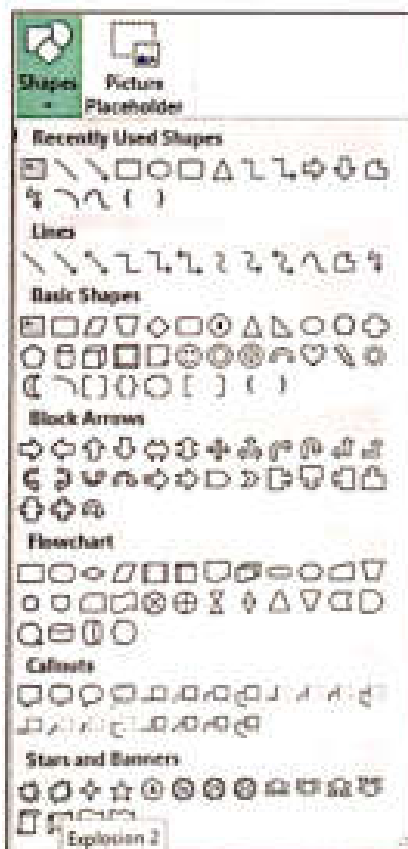 Shapes Picture
Placeholder
Recently Used Shapes
Lines
Basic Shapes
Block Arrows
Flowchart
Callouts
Stars and Banners
Explosion 2